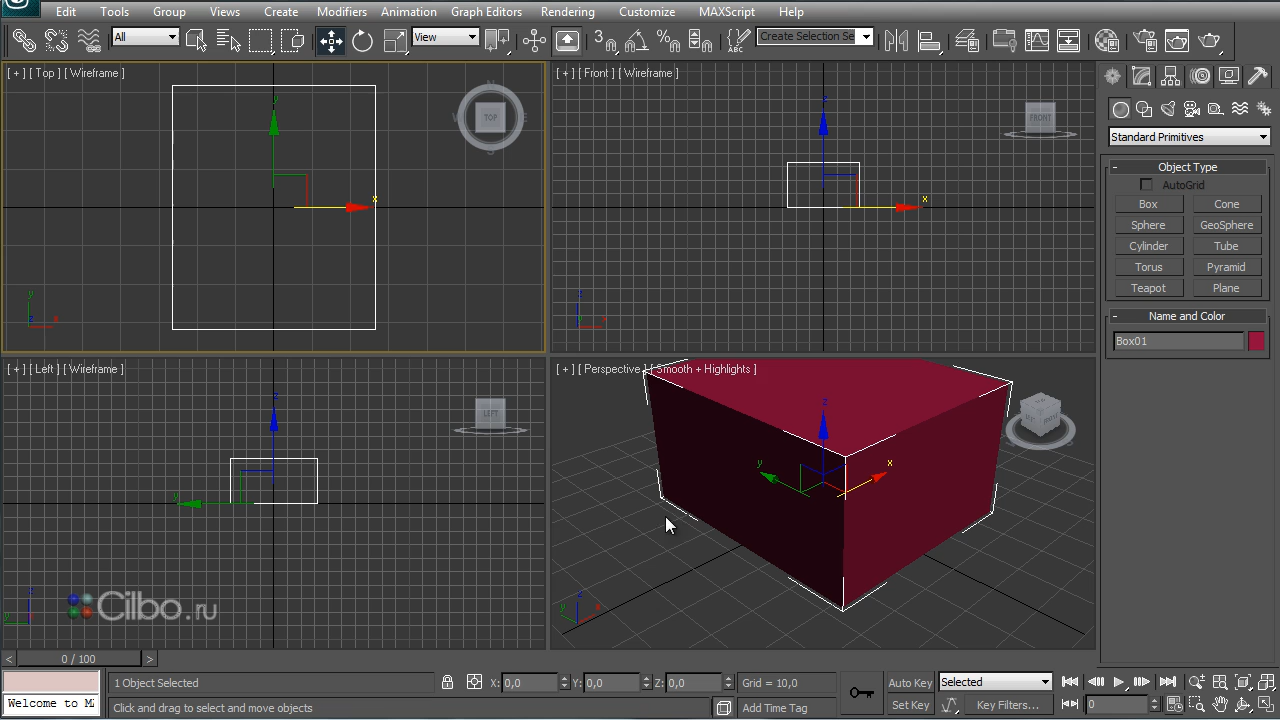 Edit Tools Group Views Create Modifiers Animation Graph Editors Rendering Customize MAXScript Help
All View 3 Create Selection Se
[ + ] [ Top ] [ Wireframe ]
y
x
TOP
y
z x
[ + ] [ Front ] [ Wireframe ]
z
x
FRONT
z
x
[ + ] [ Left ] [ Wireframe ]
z
y
LEFT
z
y
Cilbo.ru
[ + ] [ Perspective ] [ Smooth + Highlights ]
z
y
x
z
y x
Standard Primitives
- Object Type
AutoGrid
Box Cone
Sphere GeoSphere
Cylinder Tube
Torus Pyramid
Teapot Plane
- Name and Color
Box01
< 0 / 100 >
1 Object Selected X: 0,0 Y: 0,0 Z: 0,0 Grid = 10,0 Auto Key Selected
Welcome to M Click and drag to select and move objects Add Time Tag Set Key Key Filters... 0